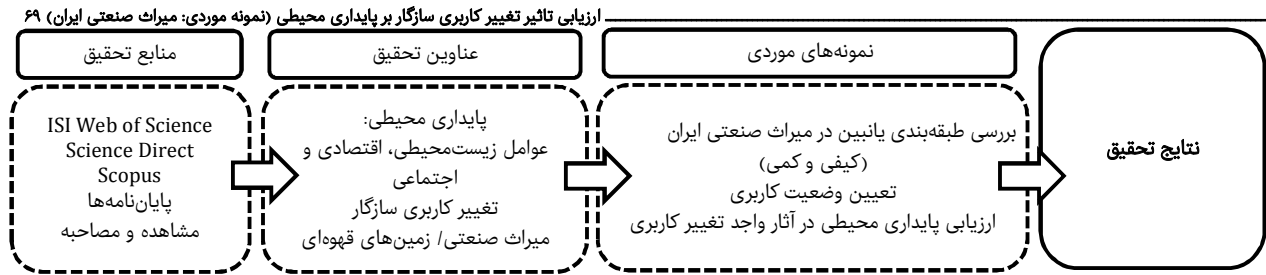 ارزیابی تاثیر تغییر کاربری سازگار بر پایداری محیطی (نمونه موردی: میراث صنعتی ایران) ۶۹
منابع تحقیق
ISI Web of Science
Science Direct
Scopus
پایان‌نامه‌ها
مشاهده و مصاحبه
عناوین تحقیق
پایداری محیطی:
عوامل زیست‌محیطی، اقتصادی و
اجتماعی
تغییر کاربری سازگار
میراث صنعتی/ زمین‌های قهوه‌ای
نمونه‌های موردی
بررسی طبقه‌بندی یانبین در میراث صنعتی ایران
(کیفی و کمی)
تعیین وضعیت کاربری
ارزیابی پایداری محیطی در آثار واجد تغییر کاربری
نتایج تحقیق